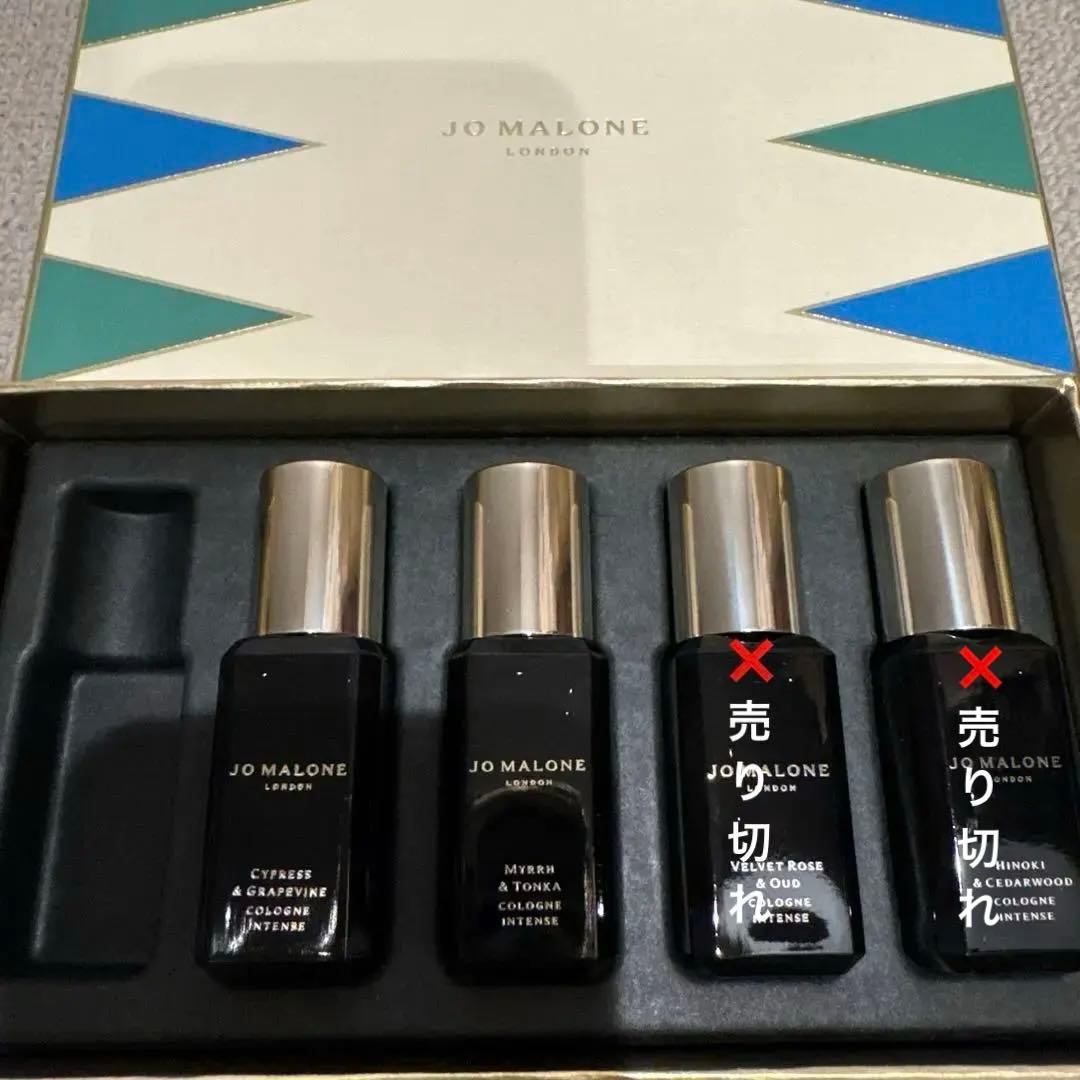 JO MALONE
LONDON
JO MALONE
LONDON
CYPRESS
& GRAPEVINE
COLOGNE
INTENSE
JO MALONE
LONDON
MYRRH
& TONKA
COLOGNE
INTENSE
❌
売り切れ
JO MALONE
LONDON
VELVET ROSE
& OUD
COLOGNE
INTENSE
❌
売り切れ
JO MALONE
LONDON
HINOKI
& CEDARWOOD
COLOGNE
INTENSE